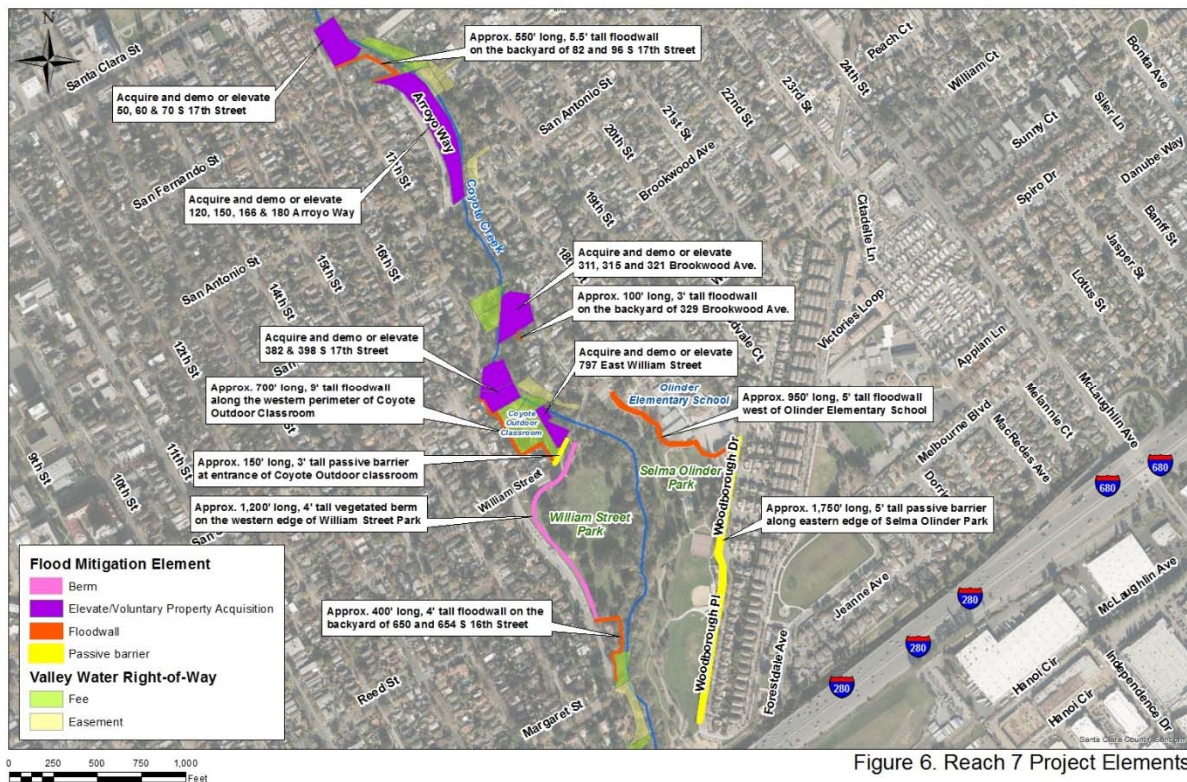 N
Santa Clara St
Approx. 550' long, 5.5' tall floodwall
on the backyard of 82 and 96 S 17th Street
Peach Ct
William Ct
Bonita Ave
24th St
23rd St
22nd St
21st St
20th St
San Antonio St
Siler Ln
Sunny Ct
Danube Way
Acquire and demo or elevate
50, 60 & 70 S 17th Street
Arroyo Way
17th St
Brookwood Ave
Spiro Dr
Banff St
San Fernando St
Acquire and demo or elevate
120, 150, 166 & 180 Arroyo Way
Coyote Creek
19th St
Citadelle Ln
Jasper St
16th St
18th
Acquire and demo or elevate
311, 315 and 321 Brookwood Ave.
Lotus St
San Antonio St
15th St
14th St
Approx. 100' long, 3' tall floodwall
on the backyard of 329 Brookwood Ave.
Victories Loop
Appian Ln
12th St
Acquire and demo or elevate
382 & 398 S 17th Street
Acquire and demo or elevate
797 East William Street
McLaughlin Ave
Melannie Ct
Approx. 700' long, 9' tall floodwall
along the western perimeter of Coyote
Outdoor Classroom
Coyote
Outdoor
Classroom
Olinder
Elementary School
Approx. 950' long, 5' tall floodwall
west of Olinder Elementary School
Melbourne Blvd
MacRedes Ave
11th St
10th St
9th St
Approx. 150' long, 3' tall passive barrier
at entrance of Coyote Outdoor classroom
William Street
Selma Olinder
Park
Woodborough Dr
680
680
Approx. 1,200' long, 4' tall vegetated berm
on the western edge of William Street Park
William Street
Park
Approx. 1,750' long, 5' tall passive barrier
along eastern edge of Selma Olinder Park
Flood Mitigation Element
Berm
Elevate/Voluntary Property Acquisition
Floodwall
Passive barrier
Valley Water Right-of-Way
Fee
Easement
Approx. 400' long, 4' tall floodwall on the
backyard of 650 and 654 S 16th Street
Jeanne Ave
280
280
280
McLaughlin Ave
Woodborough Pl
Forestdale Ave
Reed St
Margaret St
Hanoi Cir
Hanoi Cir
Independence Dr
0 250 500 750 1,000
Feet
Figure 6. Reach 7 Project Elements